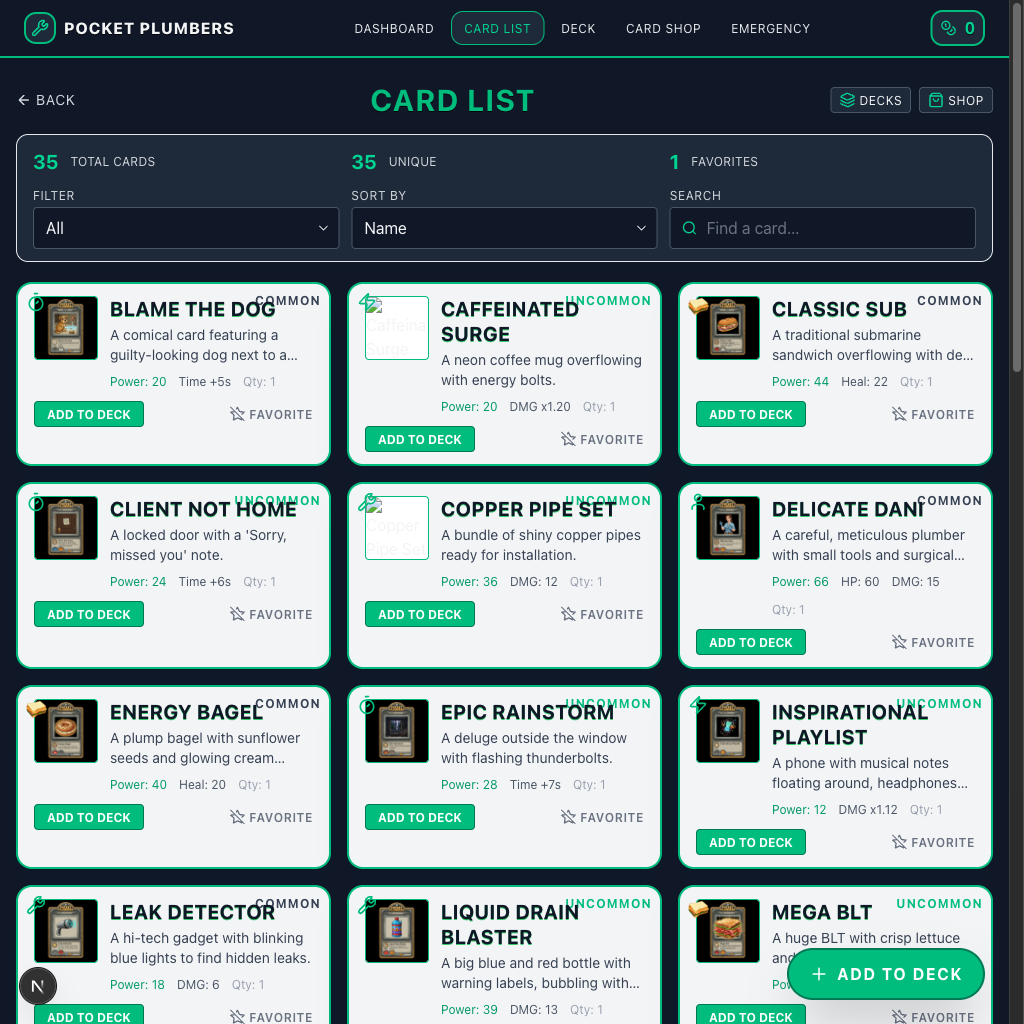 POCKET PLUMBERS
DASHBOARD
CARD LIST
DECK
CARD SHOP
EMERGENCY
0
BACK
CARD LIST
DECKS
SHOP
35 TOTAL CARDS
35 UNIQUE
1 FAVORITES
FILTER
SORT BY
SEARCH
All
Name
Find a card...
COMMON
BLAME THE DOG
A comical card featuring a
guilty-looking dog next to a...
Power: 20 Time +5s Qty: 1
ADD TO DECK
FAVORITE
UNCOMMON
Caffeina
Surge
CAFFEINATED
SURGE
A neon coffee mug overflowing
with energy bolts.
Power: 20 DMG x1.20 Qty: 1
ADD TO DECK
FAVORITE
COMMON
CLASSIC SUB
A traditional submarine
sandwich overflowing with de...
Power: 44 Heal: 22 Qty: 1
ADD TO DECK
FAVORITE
UNCOMMON
CLIENT NOT HOME
A locked door with a 'Sorry,
missed you' note.
Power: 24 Time +6s Qty: 1
ADD TO DECK
FAVORITE
UNCOMMON
Copper
Pipe Set
COPPER PIPE SET
A bundle of shiny copper pipes
ready for installation.
Power: 36 DMG: 12 Qty: 1
ADD TO DECK
FAVORITE
COMMON
DELICATE DANI
A careful, meticulous plumber
with small tools and surgical...
Power: 66 HP: 60 DMG: 15
Qty: 1
ADD TO DECK
FAVORITE
COMMON
ENERGY BAGEL
A plump bagel with sunflower
seeds and glowing cream...
Power: 40 Heal: 20 Qty: 1
ADD TO DECK
FAVORITE
UNCOMMON
EPIC RAINSTORM
A deluge outside the window
with flashing thunderbolts.
Power: 28 Time +7s Qty: 1
ADD TO DECK
FAVORITE
UNCOMMON
INSPIRATIONAL
PLAYLIST
A phone with musical notes
floating around, headphones...
Power: 12 DMG x1.12 Qty: 1
ADD TO DECK
FAVORITE
COMMON
LEAK DETECTOR
A hi-tech gadget with blinking
blue lights to find hidden leaks.
Power: 18 DMG: 6 Qty: 1
ADD TO DECK
FAVORITE
UNCOMMON
LIQUID DRAIN
BLASTER
A big blue and red bottle with
warning labels, bubbling with...
Power: 39 DMG: 13 Qty: 1
UNCOMMON
MEGA BLT
A huge BLT with crisp lettuce
ADD TO DECK
FAVORITE
N
+ ADD TO DECK